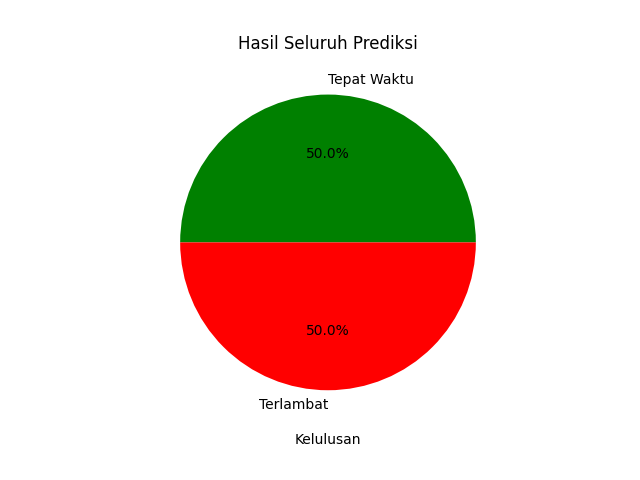 Hasil Seluruh Prediksi
Tepat Waktu
50.0%
50.0%
Terlambat
Kelulusan